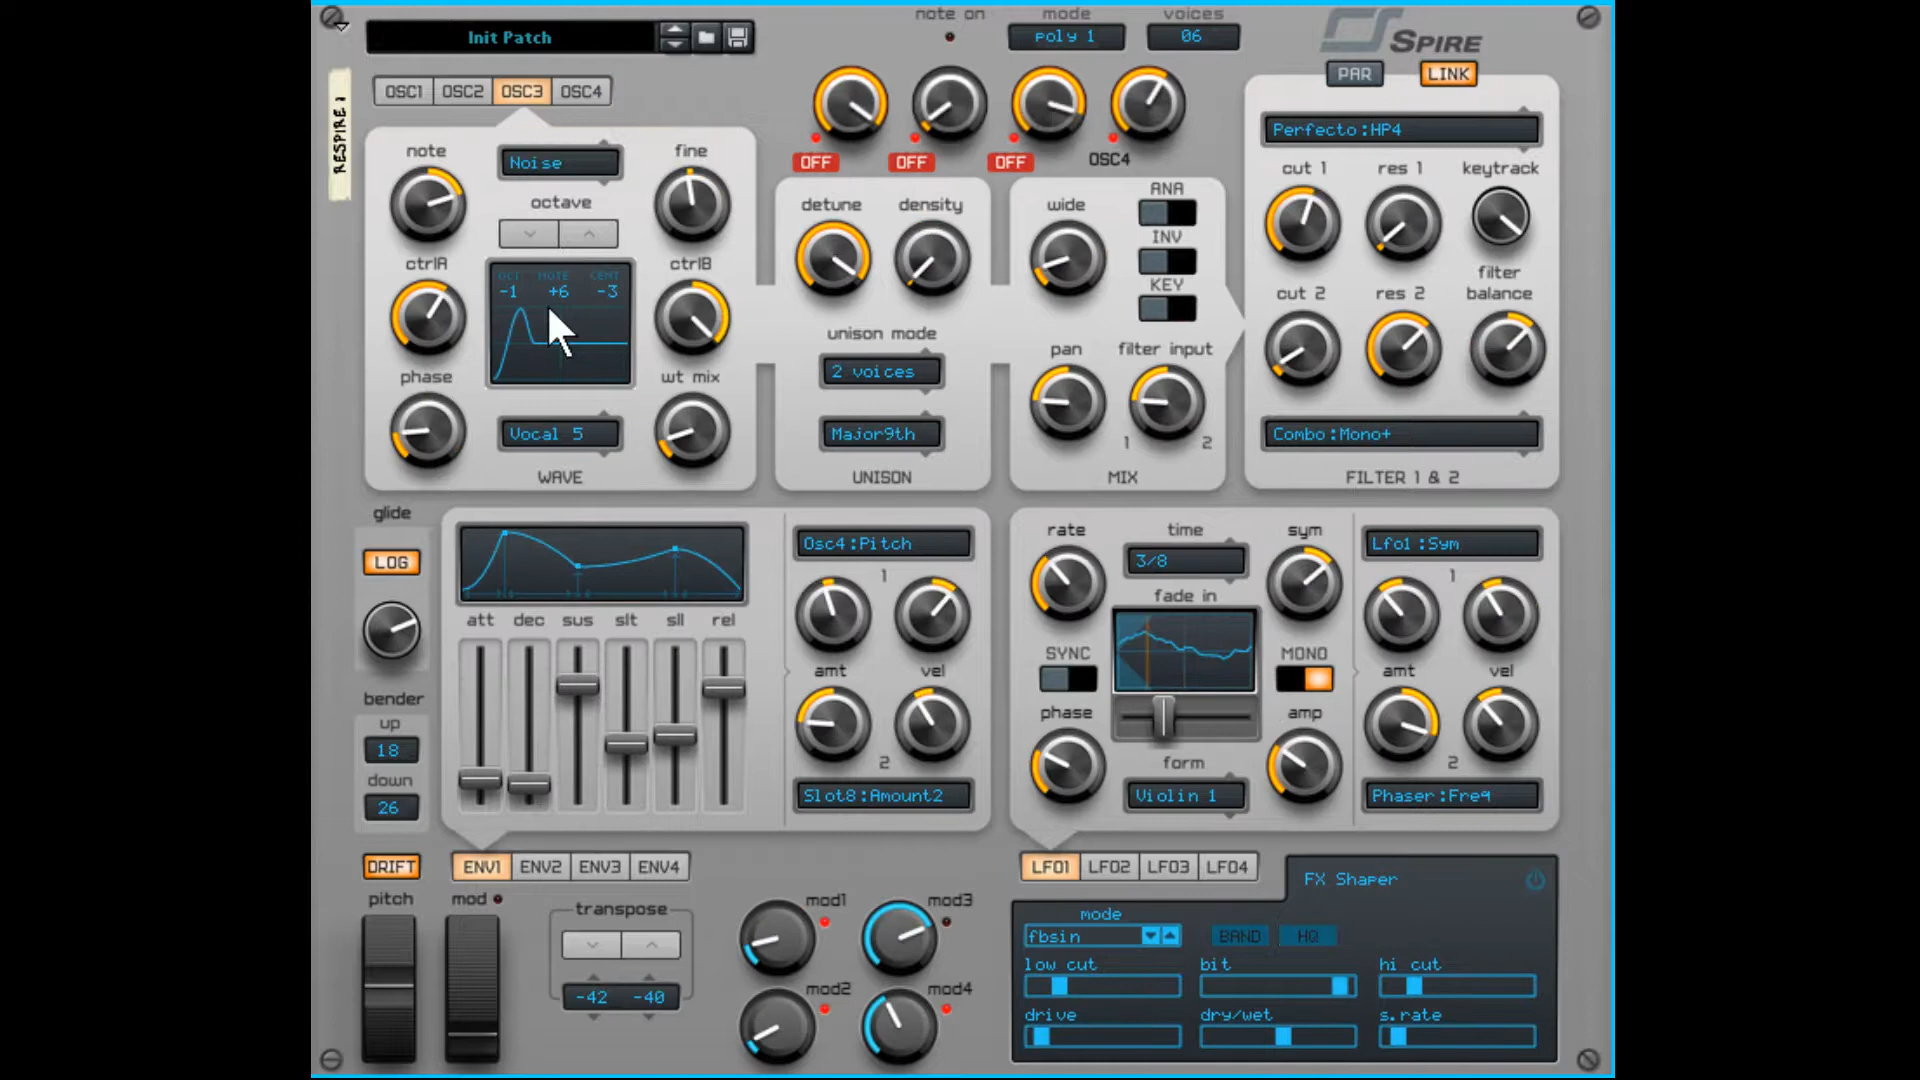 Init Patch
note on
mode
voices
poly 1
06
SPIRE
PAR
LINK
RESPIRE 1
OSC1
OSC2
OSC3
OSC4
OFF
OFF
OFF
OSC4
note
Noise
fine
octave
ctrlA
ctrlB
OCT NOTE CENT
-1 +6 -3
phase
wt mix
Vocal 5
WAVE
detune
density
unison mode
2 voices
Major9th
UNISON
wide
ANA
INV
KEY
pan
filter input
1
2
MIX
Perfecto:HP4
cut 1
res 1
keytrack
cut 2
res 2
filter
balance
Combo:Mono+
FILTER 1 & 2
glide
LOG
bender
up
18
down
26
att
dec
sus
slt
sll
rel
Osc4:Pitch
1
amt
vel
2
Slot8:Amount2
rate
time
sym
3/8
fade in
SYNC
MONO
phase
amp
form
Violin 1
Lfo1 :Sym
1
amt
vel
2
Phaser:Freq
DRIFT
ENV1
ENV2
ENV3
ENV4
LFO1
LFO2
LFO3
LFO4
pitch
mod
transpose
-42
-40
mod1
mod3
mod2
mod4
FX Shaper
mode
fbsin
BAND
HQ
low cut
bit
hi cut
drive
dry/wet
s.rate